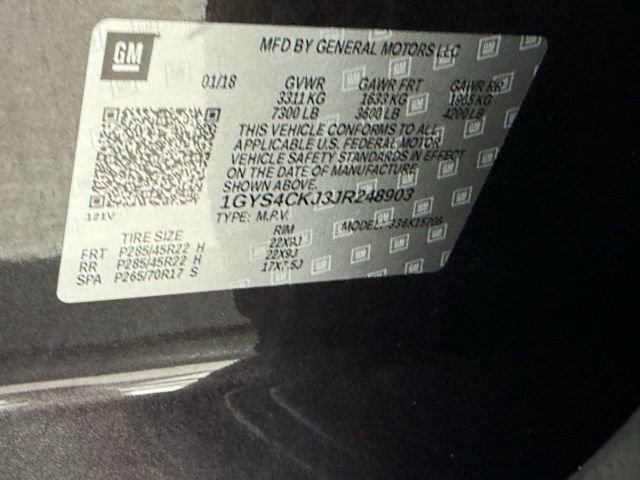 GM
MFD BY GENERAL MOTORS LLC
01/18 GVWR GAWR FRT GAWR RR
3311 KG 1633 KG 1905 KG
7300 LB 3600 LB 4200 LB
THIS VEHICLE CONFORMS TO ALL
APPLICABLE U.S. FEDERAL MOTOR
VEHICLE SAFETY STANDARDS IN EFFECT
ON THE DATE OF MANUFACTURE
SHOWN ABOVE.
1GYS4CKJ3JR248903
121V
TYPE: M.P.V. MODEL:
TIRE SIZE RIM
FRT P285/45R22 H 22X9J
RR P285/45R22 H 22X9J
SPA P265/70R17 S 17X7.5J